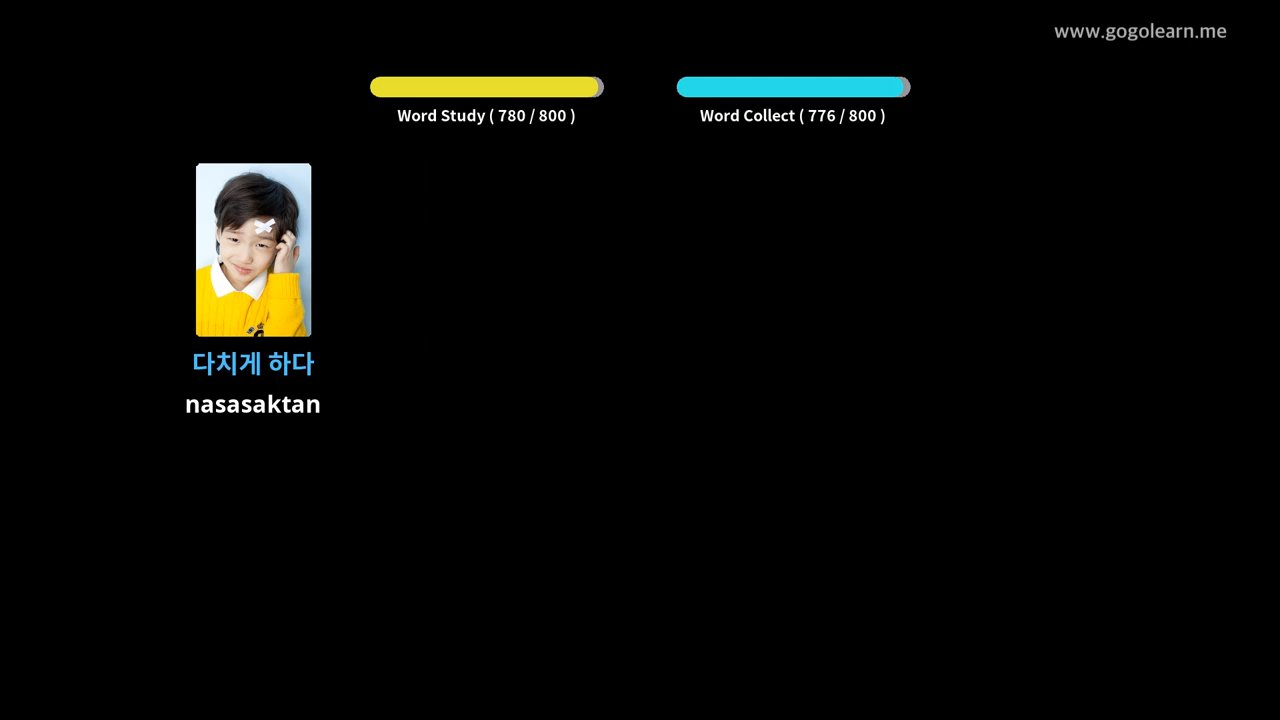 www.gogolearn.me
Word Study ( 780 / 800 )
Word Collect ( 776 / 800 )
다치게 하다
nasasaktan